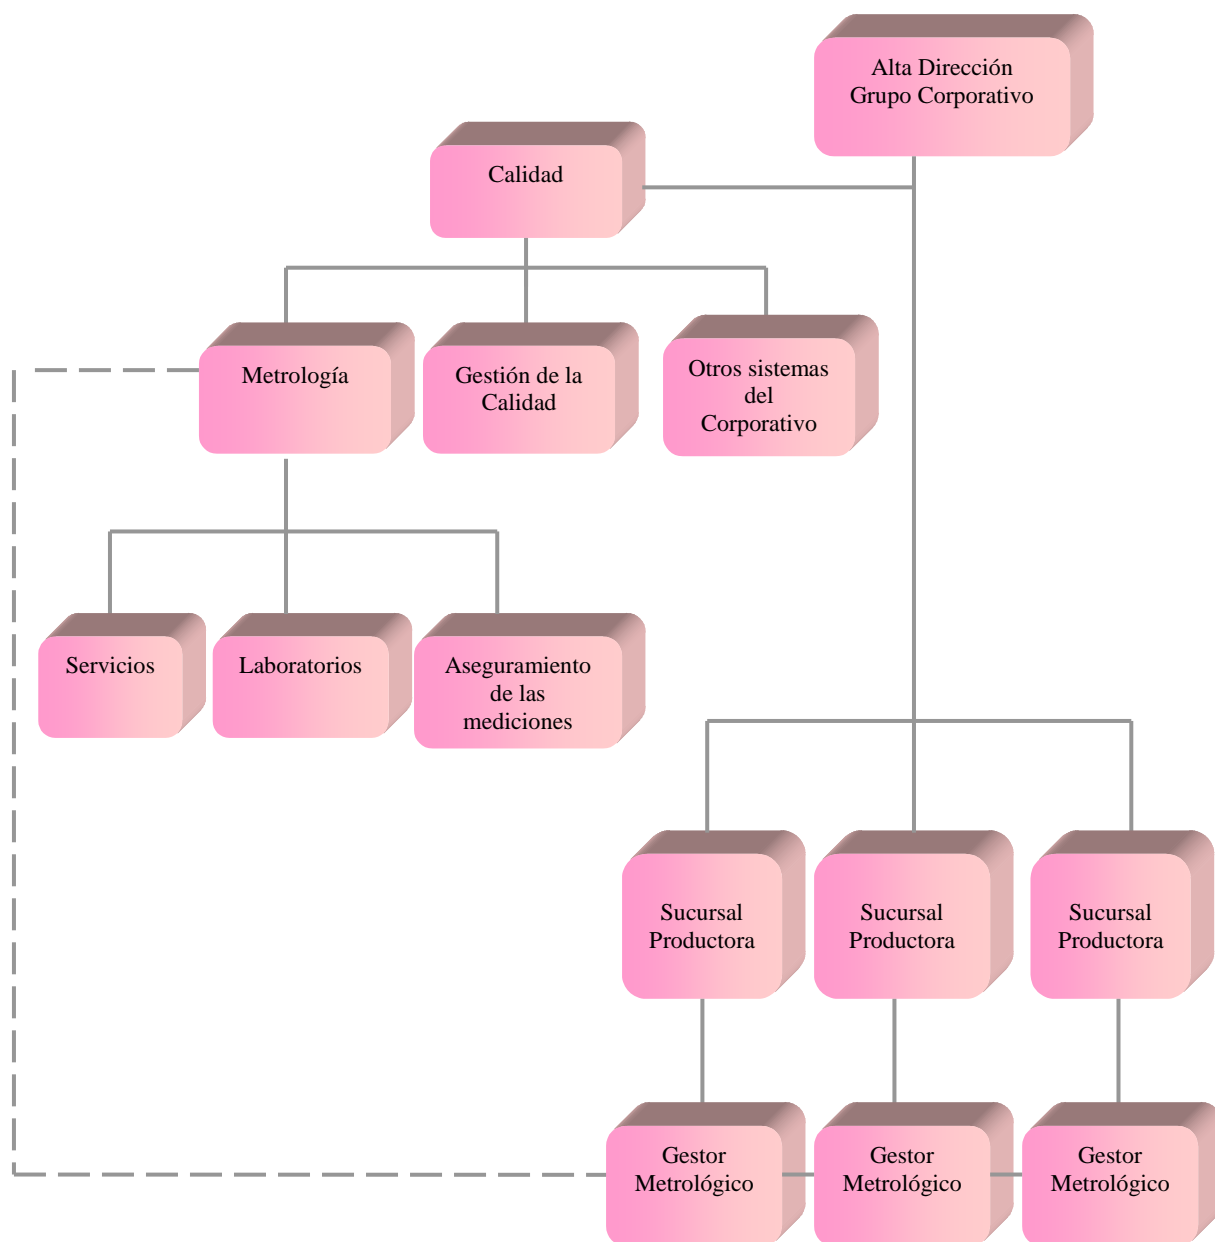 Alta Dirección
Grupo Corporativo
Calidad
Metrología
Gestión de la
Calidad
Otros sistemas
del
Corporativo
Servicios
Laboratorios
Aseguramiento
de las
mediciones
Sucursal
Productora
Sucursal
Productora
Sucursal
Productora
Gestor
Metrológico
Gestor
Metrológico
Gestor
Metrológico